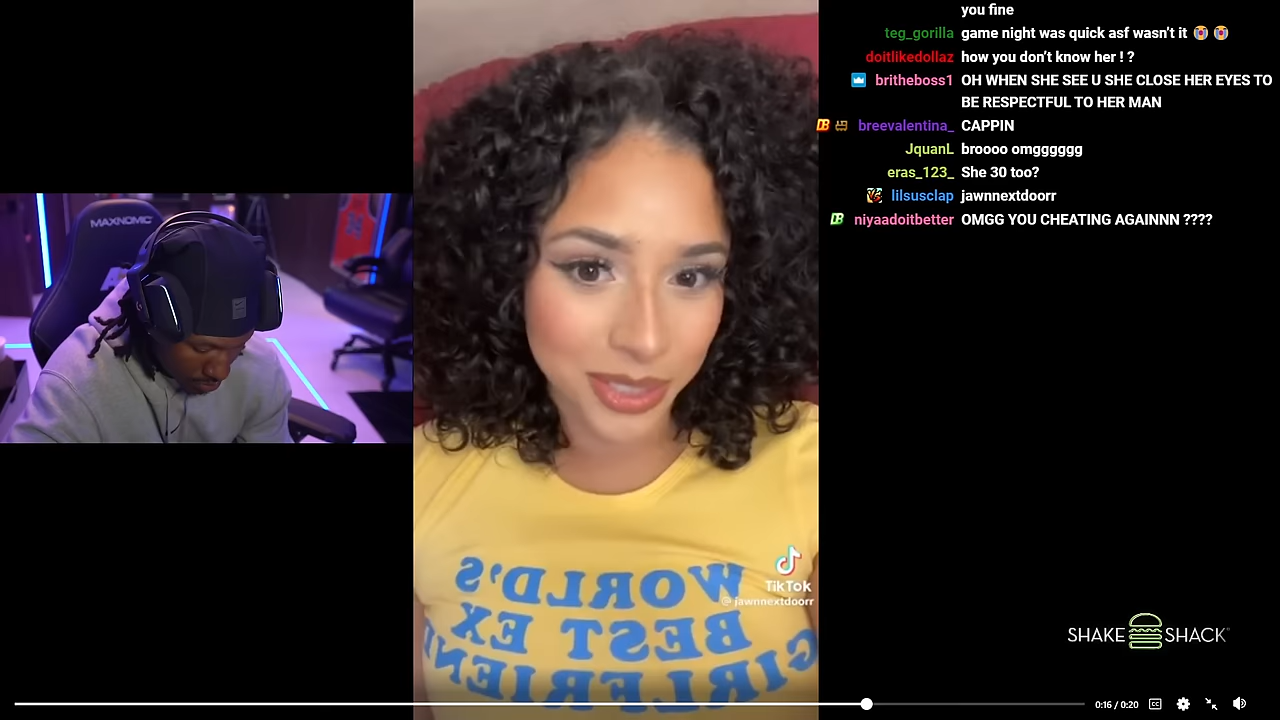 you fine
teg_gorilla game night was quick asf wasn't it 😭 😭
doitlikedollaz how you don't know her ! ?
britheboss1 OH WHEN SHE SEE U SHE CLOSE HER EYES TO
BE RESPECTFUL TO HER MAN
breevalentina_ CAPPIN
JquanL broooo omgggggg
eras_123_ She 30 too?
lilsusclap jawnnextdoorr
niyaadoitbetter OMGG YOU CHEATING AGAINNN ????
MAXNOMIC
WORLD'S
BEST EX
GIRLFRIEND
TikTok
@jawnnextdoorr
SHAKE SHACK
0:16 / 0:20